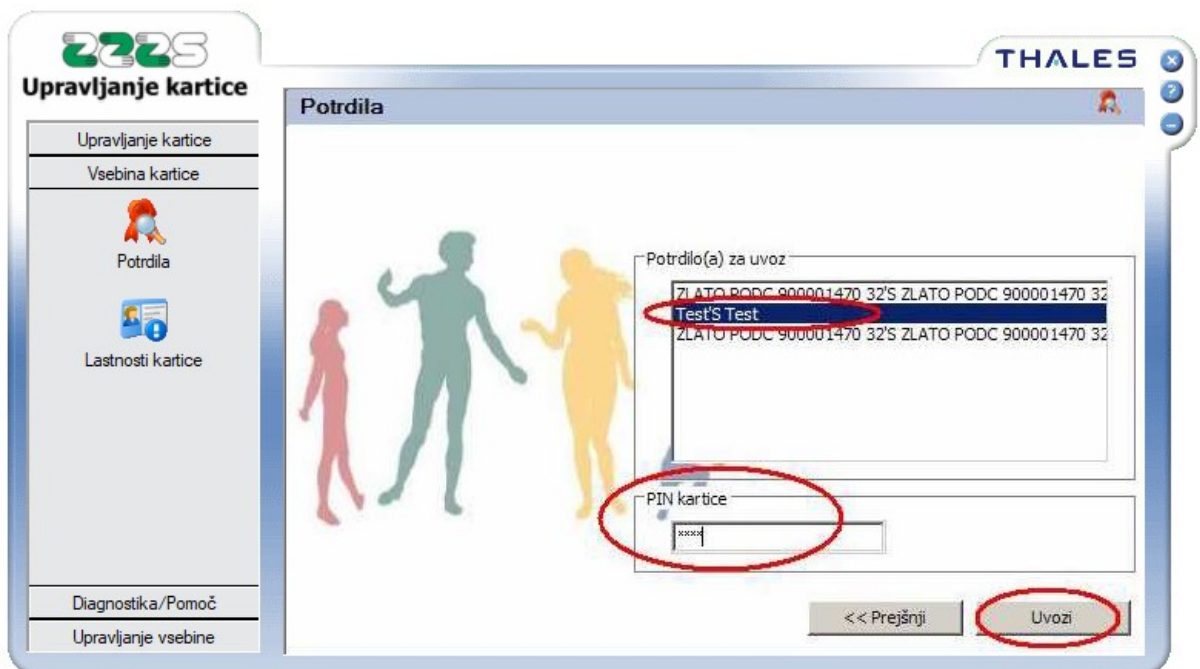 ZZZS
Upravljanje kartice
THALES
Potrdila
Upravljanje kartice
Vsebina kartice
Potrdila
Lastnosti kartice
Diagnostika/Pomoč
Upravljanje vsebine
Potrdilo(a) za uvoz
ZLATO PODC 900001470 32'S ZLATO PODC 900001470 32
Test'S Test
ZLATO PODC 900001470 32'S ZLATO PODC 900001470 32
PIN kartice
****
<< Prejšnji
Uvozi